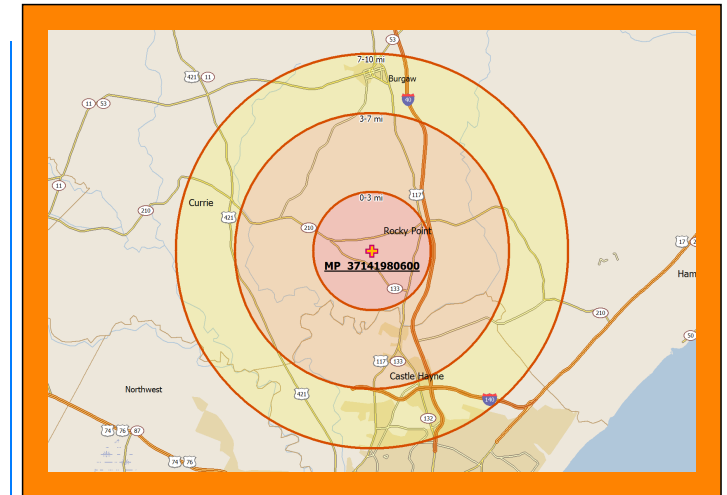 53
7-10 mi
421 11
Burgaw
40
11 53
3-7 mi
11
117
0-3 mi
Currie
210
421
210
Rocky Point
17
MP_37141980600
Ham
133
210
50
117 133
Castle Hayne
Northwest
421
140
132
74 76 87
74 76